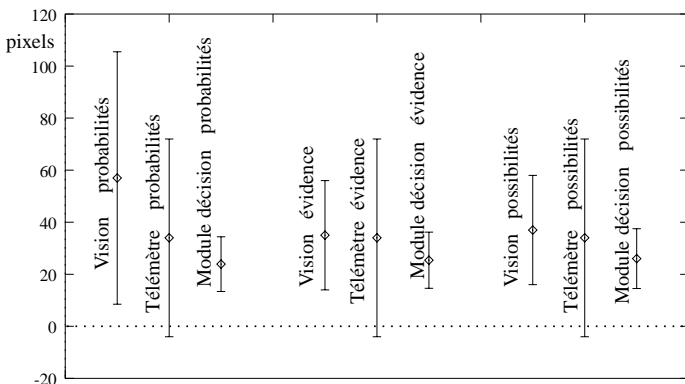 120
pixels
100
80
60
40
20
0
-20
Vision probabilités
Télémètre probabilités
Module décision probabilités
Vision évidence
Télémètre évidence
Module décision évidence
Vision possibilités
Télémètre possibilités
Module décision possibilités